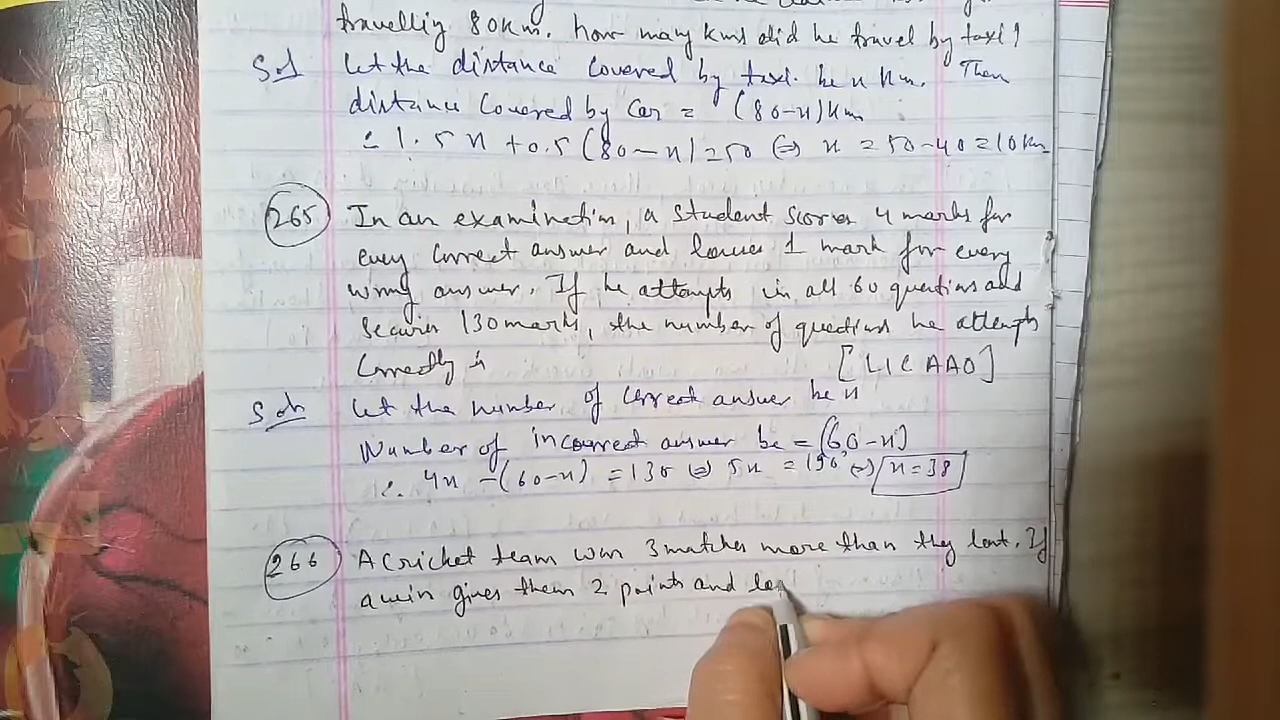 travelling 80 km. how many kms did he travel by taxi?
Sol let the distance covered by taxi be x km. Then
distance Covered by Car = (80-x) km
∴ 1.5x + 0.5(80-x) = 50 ⇔ x = 50-40 = 10 km
265 In an examination, a student scores 4 marks for
every correct answer and loses 1 mark for every
wrong answer. If he attempts in all 60 questions and
secures 130 marks, the number of questions he attempts
correctly is [LIC AAO]
Soln let the number of correct answer be x
Number of incorrect answer be = (60-x)
∴ 4x - (60-x) = 130 ⇔ 5x = 190 ⇔ x = 38
266 A Cricket team won 3 matches more than they lost. If
a win gives them 2 points and